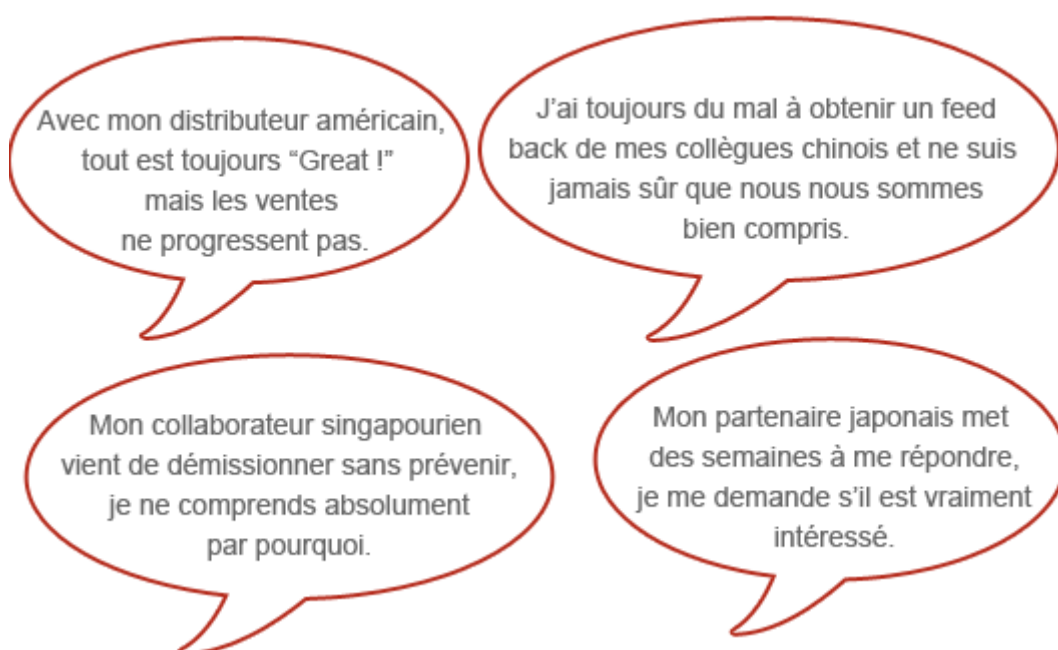 Avec mon distributeur américain,
tout est toujours “Great !”
mais les ventes
ne progressent pas.
J’ai toujours du mal à obtenir un feed
back de mes collègues chinois et ne suis
jamais sûr que nous nous sommes
bien compris.
Mon collaborateur singapourien
vient de démissionner sans prévenir,
je ne comprends absolument
par pourquoi.
Mon partenaire japonais met
des semaines à me répondre,
je me demande s’il est vraiment
intéressé.